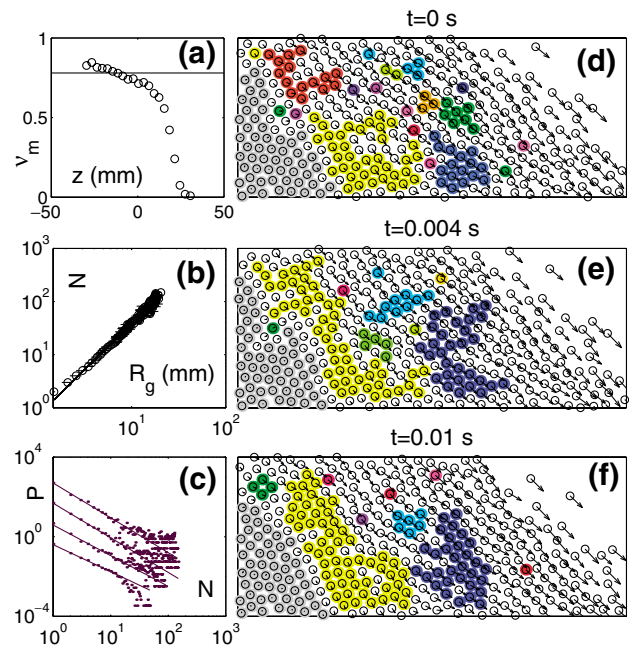 t=0 s
1
0.5
0
ν_m
(a)
z (mm)
−50 0 50
(d)
10^3
10^2
10^1
10^0
N
(b)
R_g (mm)
10^1 10^2
t=0.004 s
(e)
10^4
10^0
10^−4
P
(c)
N
10^0 10^1 10^2 10^3
t=0.01 s
(f)